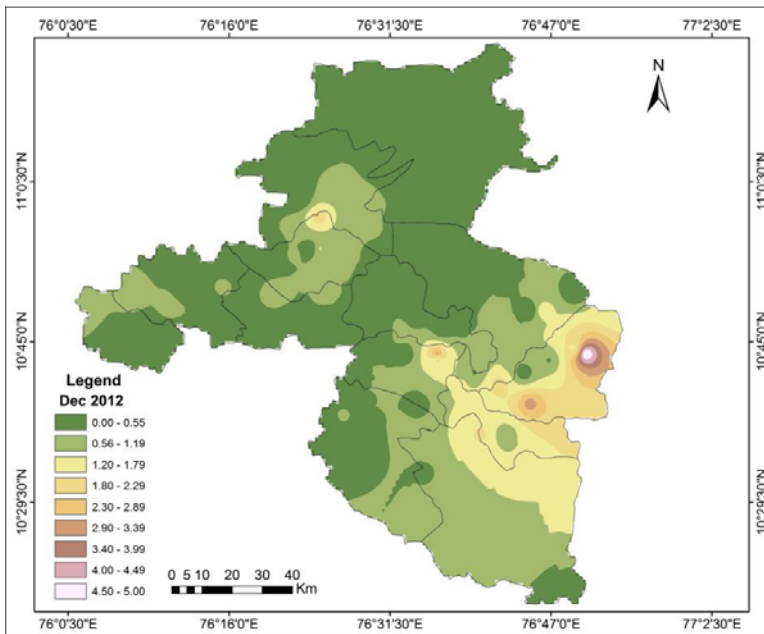 76°0'30"E 76°16'0"E 76°31'30"E 76°47'0"E 77°2'30"E
N
11°0'30"N 11°0'30"N
10°45'0"N 10°45'0"N
10°29'30"N 10°29'30"N
Legend
Dec 2012
0.00 - 0.55
0.56 - 1.19
1.20 - 1.79
1.80 - 2.29
2.30 - 2.89
2.90 - 3.39
3.40 - 3.99
4.00 - 4.49
4.50 - 5.00
0 5 10 20 30 40
Km
76°0'30"E 76°16'0"E 76°31'30"E 76°47'0"E 77°2'30"E